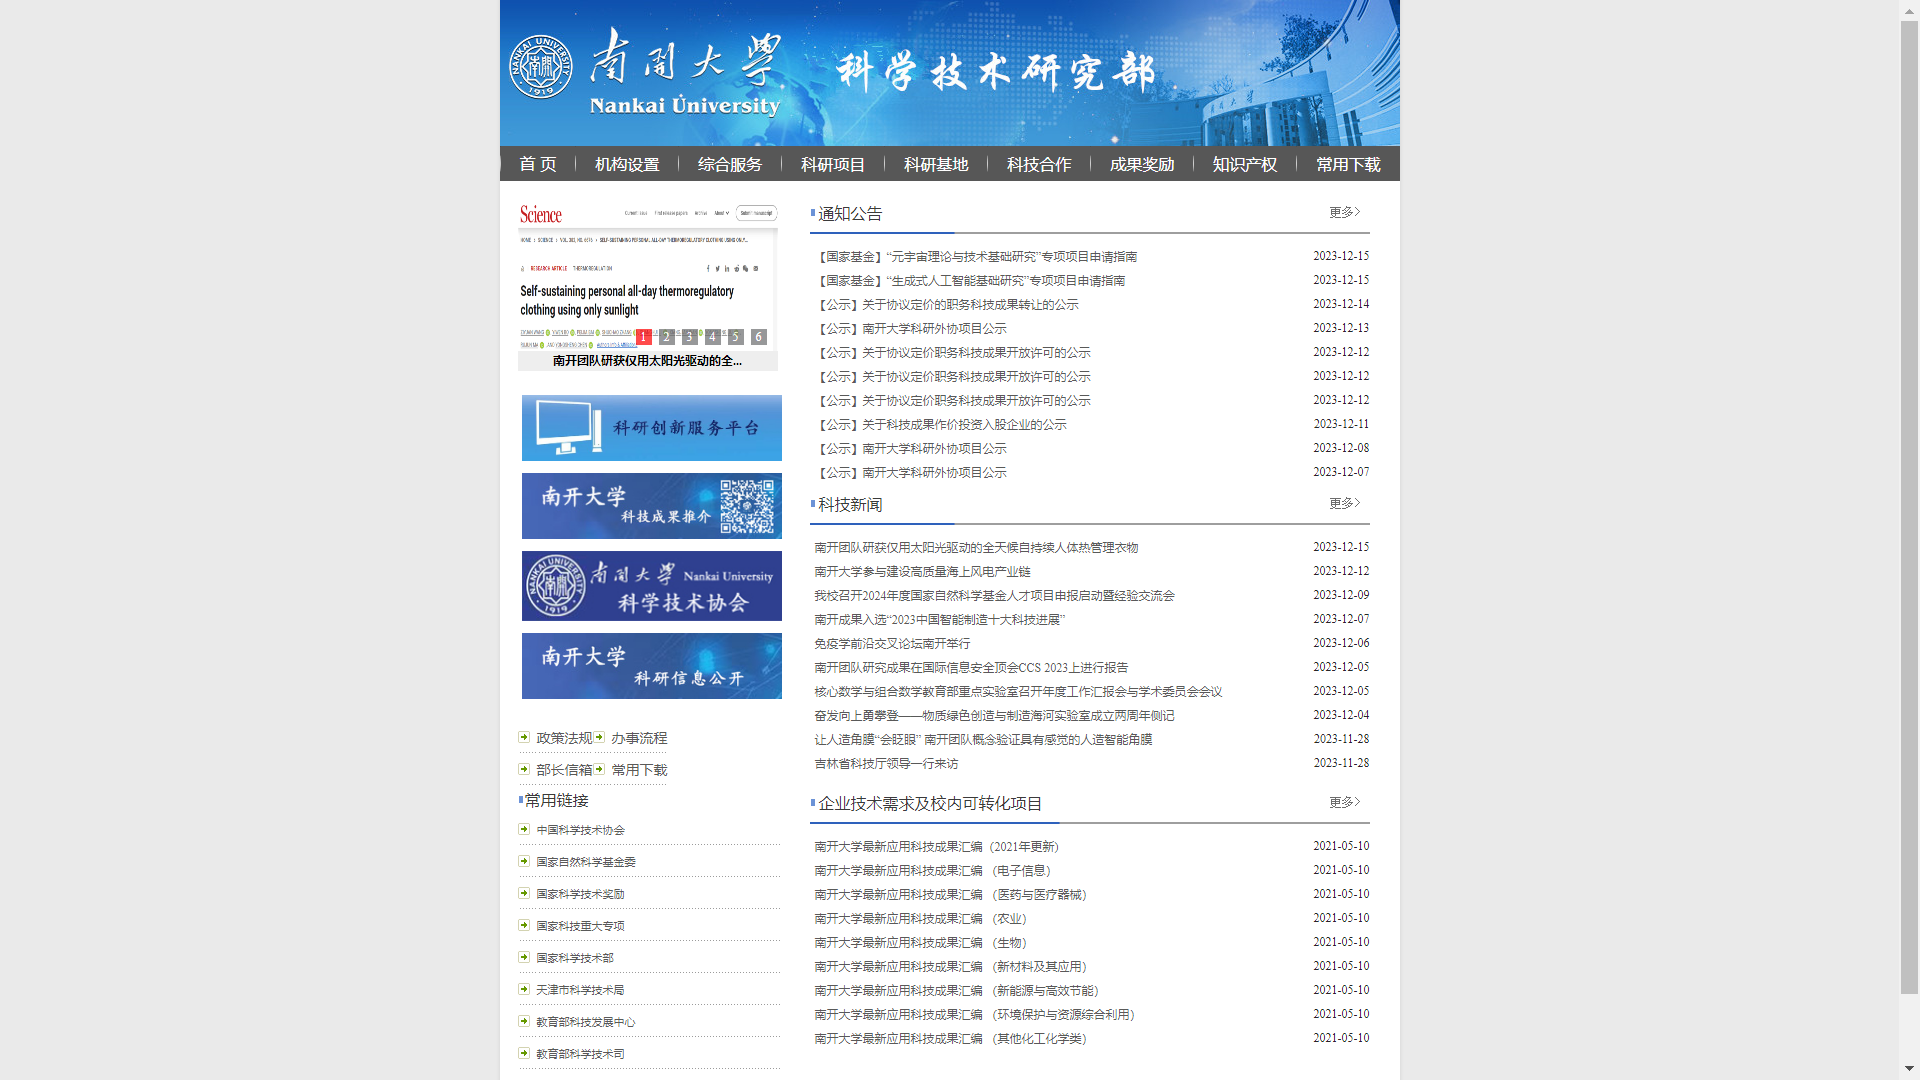 南開大學
Nankai University
科学技术研究部
首 页
机构设置
综合服务
科研项目
科研基地
科技合作
成果奖励
知识产权
常用下载
Science
Current Issue First release papers Archive About Submit manuscript
HOME > SCIENCE > VOL. 382, NO. 6676 > SELF-SUSTAINING PERSONAL ALL-DAY THERMOREGULATORY CLOTHING USING ONLY...
RESEARCH ARTICLE THERMOREGULATION
Self-sustaining personal all-day thermoregulatory
clothing using only sunlight
1 2 3 4 5 6
南开团队研获仅用太阳光驱动的全...
科研创新服务平台
南开大学
科技成果推介
南開大學 Nankai University
科学技术协会
南开大学
科研信息公开
政策法规
办事流程
部长信箱
常用下载
常用链接
中国科学技术协会
国家自然科学基金委
国家科学技术奖励
国家科技重大专项
国家科学技术部
天津市科学技术局
教育部科技发展中心
教育部科学技术司
通知公告
更多>
【国家基金】“元宇宙理论与技术基础研究”专项项目申请指南 2023-12-15
【国家基金】“生成式人工智能基础研究”专项项目申请指南 2023-12-15
【公示】关于协议定价的职务科技成果转让的公示 2023-12-14
【公示】南开大学科研外协项目公示 2023-12-13
【公示】关于协议定价职务科技成果开放许可的公示 2023-12-12
【公示】关于协议定价职务科技成果开放许可的公示 2023-12-12
【公示】关于协议定价职务科技成果开放许可的公示 2023-12-12
【公示】关于科技成果作价投资入股企业的公示 2023-12-11
【公示】南开大学科研外协项目公示 2023-12-08
【公示】南开大学科研外协项目公示 2023-12-07
科技新闻
更多>
南开团队研获仅用太阳光驱动的全天候自持续人体热管理衣物 2023-12-15
南开大学参与建设高质量海上风电产业链 2023-12-12
我校召开2024年度国家自然科学基金人才项目申报启动暨经验交流会 2023-12-09
南开成果入选“2023中国智能制造十大科技进展” 2023-12-07
免疫学前沿交叉论坛南开举行 2023-12-06
南开团队研究成果在国际信息安全顶会CCS 2023上进行报告 2023-12-05
核心数学与组合数学教育部重点实验室召开年度工作汇报会与学术委员会会议 2023-12-05
奋发向上勇攀登——物质绿色创造与制造海河实验室成立两周年侧记 2023-12-04
让人造角膜“会眨眼” 南开团队概念验证具有感觉的人造智能角膜 2023-11-28
吉林省科技厅领导一行来访 2023-11-28
企业技术需求及校内可转化项目
更多>
南开大学最新应用科技成果汇编（2021年更新） 2021-05-10
南开大学最新应用科技成果汇编 （电子信息） 2021-05-10
南开大学最新应用科技成果汇编 （医药与医疗器械） 2021-05-10
南开大学最新应用科技成果汇编 （农业） 2021-05-10
南开大学最新应用科技成果汇编 （生物） 2021-05-10
南开大学最新应用科技成果汇编 （新材料及其应用） 2021-05-10
南开大学最新应用科技成果汇编 （新能源与高效节能） 2021-05-10
南开大学最新应用科技成果汇编 （环境保护与资源综合利用） 2021-05-10
南开大学最新应用科技成果汇编 （其他化工化学类） 2021-05-10